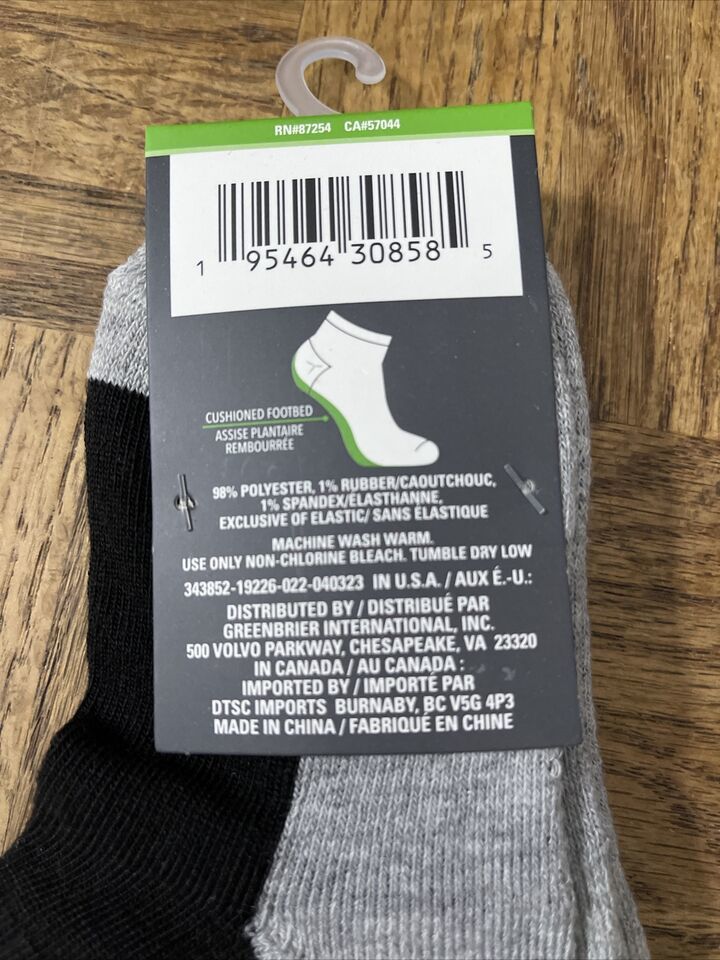 RN#87254 CA#57044
1 95464 30858 5
CUSHIONED FOOTBED
ASSISE PLANTAIRE
REMBOURRÉE
98% POLYESTER, 1% RUBBER/CAOUTCHOUC,
1% SPANDEX/ÉLASTHANNE,
EXCLUSIVE OF ELASTIC/ SANS ÉLASTIQUE
MACHINE WASH WARM.
USE ONLY NON-CHLORINE BLEACH. TUMBLE DRY LOW
343852-19226-022-040323 IN U.S.A. / AUX É.-U.:
DISTRIBUTED BY / DISTRIBUÉ PAR
GREENBRIER INTERNATIONAL, INC.
500 VOLVO PARKWAY, CHESAPEAKE, VA 23320
IN CANADA / AU CANADA :
IMPORTED BY / IMPORTÉ PAR
DTSC IMPORTS BURNABY, BC V5G 4P3
MADE IN CHINA / FABRIQUÉ EN CHINE